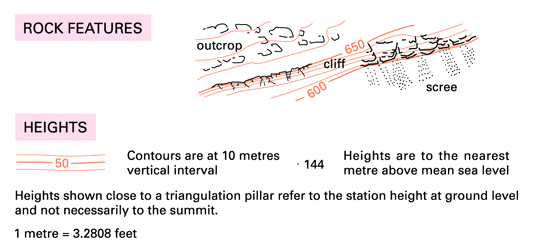 ROCK FEATURES
outcrop
cliff
650
600
scree
HEIGHTS
50
Contours are at 10 metres
vertical interval
· 144
Heights are to the nearest
metre above mean sea level
Heights shown close to a triangulation pillar refer to the station height at ground level
and not necessarily to the summit.
1 metre = 3.2808 feet